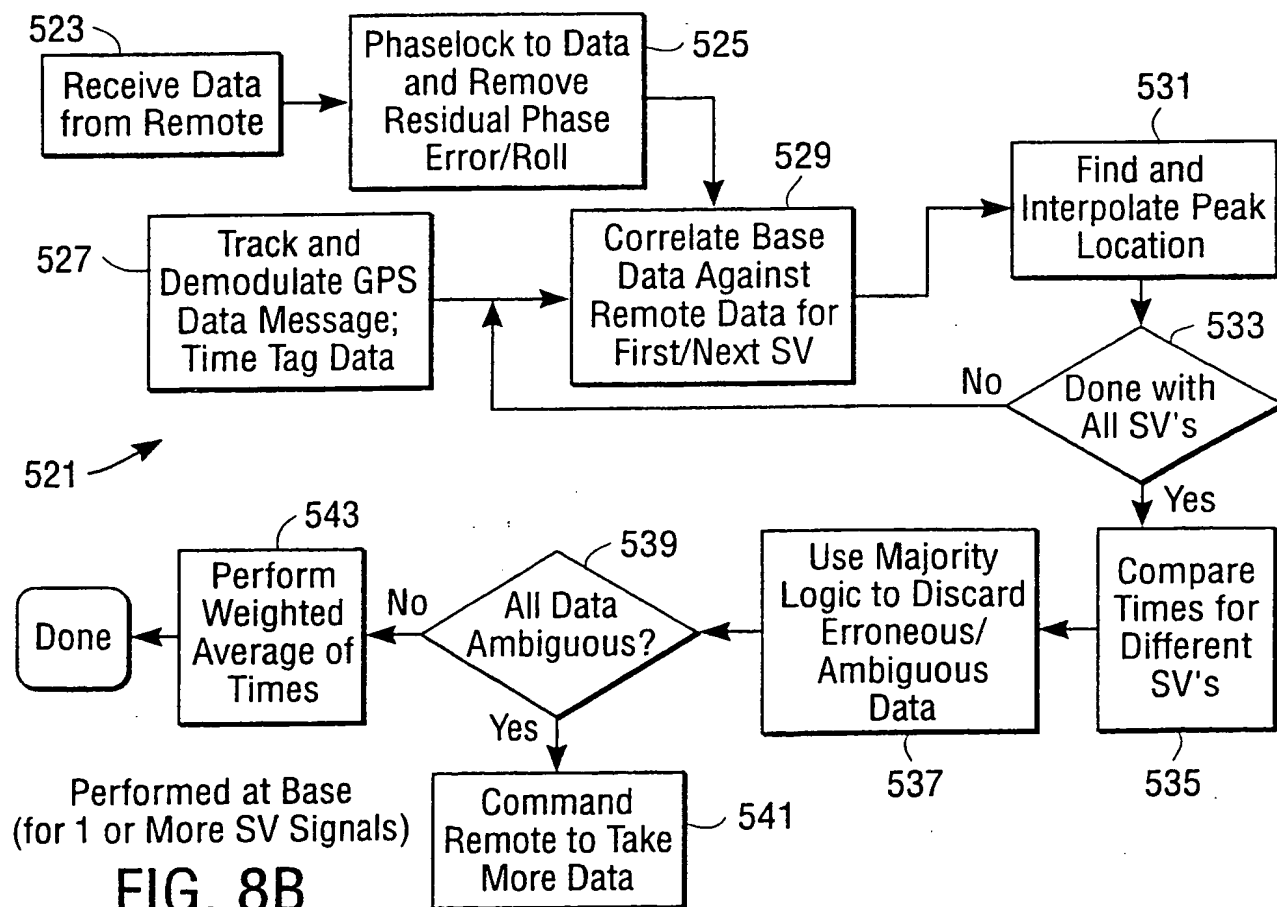 523
Receive Data
from Remote
Phaselock to Data
and Remove
Residual Phase
Error/Roll
525
527
Track and
Demodulate GPS
Data Message;
Time Tag Data
529
Correlate Base
Data Against
Remote Data for
First/Next SV
531
Find and
Interpolate Peak
Location
533
Done with
All SV's
No
Yes
521
535
Compare
Times for
Different
SV's
Use Majority
Logic to Discard
Erroneous/
Ambiguous
Data
537
539
All Data
Ambiguous?
No
Yes
543
Perform
Weighted
Average of
Times
Done
Command
Remote to Take
More Data
541
Performed at Base
(for 1 or More SV Signals)
FIG. 8B